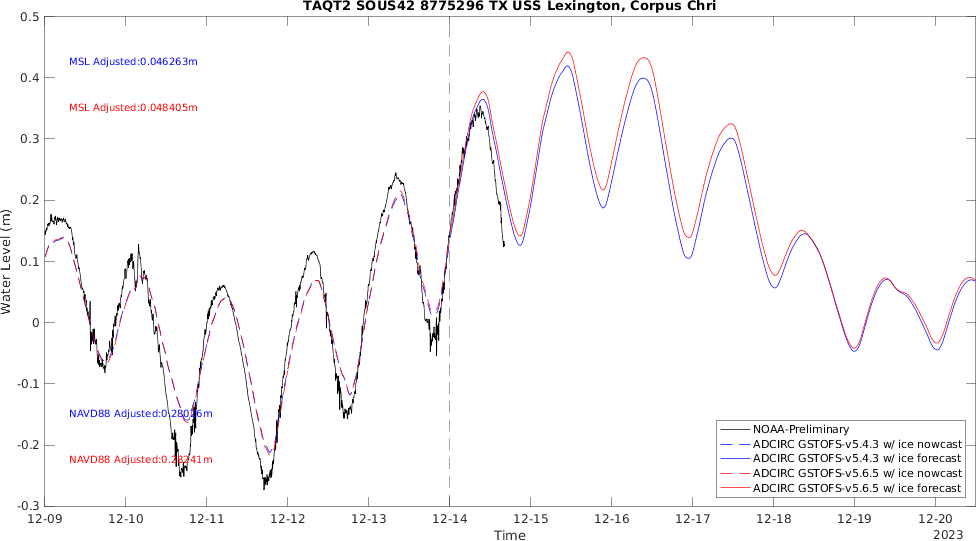 TAQT2 SOUS42 8775296 TX USS Lexington, Corpus Chri
0.5
0.4
0.3
0.2
0.1
0
-0.1
-0.2
-0.3
Water Level (m)
MSL Adjusted:0.046263m
MSL Adjusted:0.048405m
NAVD88 Adjusted:0.28026m
NAVD88 Adjusted:0.28241m
NOAA-Preliminary
ADCIRC GSTOFS-v5.4.3 w/ ice nowcast
ADCIRC GSTOFS-v5.4.3 w/ ice forecast
ADCIRC GSTOFS-v5.6.5 w/ ice nowcast
ADCIRC GSTOFS-v5.6.5 w/ ice forecast
12-09 12-10 12-11 12-12 12-13 12-14 12-15 12-16 12-17 12-18 12-19 12-20
Time
2023